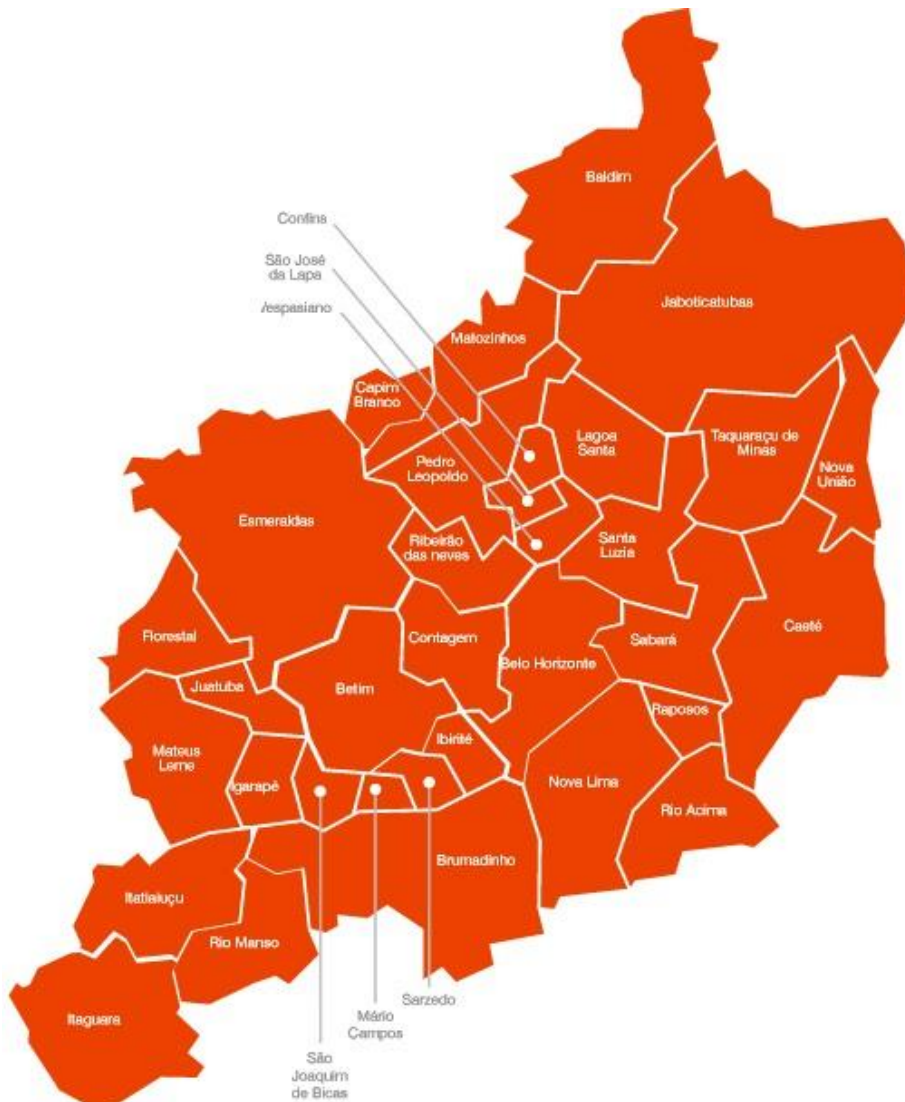 Baldim
Confins
São José
da Lapa
Vespasiano
Jaboticatubas
Matozinhos
Capim
Branco
Lagoa
Santa
Taquaraçu de
Minas
Pedro
Leopoldo
Nova
União
Esmeraldas
Ribeirão
das neves
Santa
Luzia
Florestal
Contagem
Sabará
Caeté
Juatuba
Betim
Belo Horizonte
Raposos
Ibirité
Mateus
Leme
Igarapé
Nova Lima
Rio Acima
Brumadinho
Itatiaiuçu
Rio Manso
Sarzedo
Mário
Campos
Itaguara
São
Joaquim
de Bicas